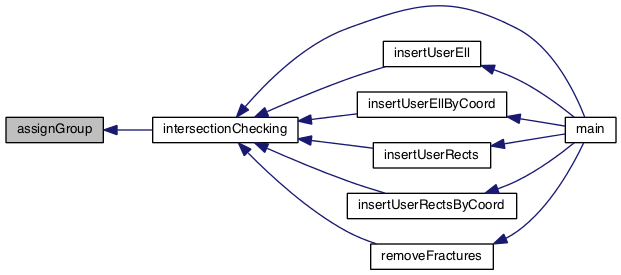 assignGroup
intersectionChecking
insertUserEll
insertUserEllByCoord
insertUserRects
insertUserRectsByCoord
removeFractures
main